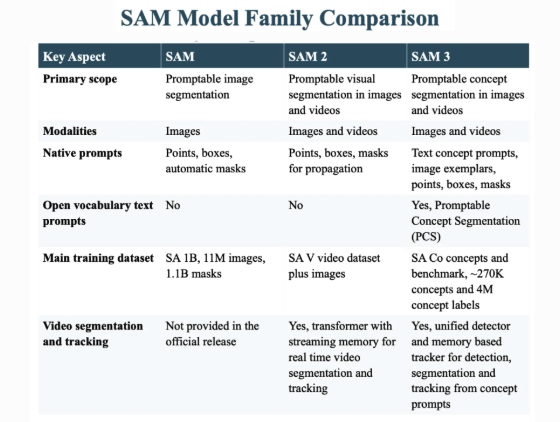 SAM Model Family Comparison
Key Aspect SAM SAM 2 SAM 3
Primary scope Promptable image Promptable visual Promptable concept
segmentation segmentation in images segmentation in images
and videos and videos
Modalities Images Images and videos Images and videos
Native prompts Points, boxes, Points, boxes, masks Text concept prompts,
automatic masks for propagation image exemplars,
points, boxes, masks
Open vocabulary text No No Yes, Promptable
prompts Concept Segmentation
(PCS)
Main training dataset SA 1B, 11M images, SA V video dataset SA Co concepts and
1.1B masks plus images benchmark, ~270K
concepts and 4M
concept labels
Video segmentation Not provided in the Yes, transformer with Yes, unified detector
and tracking official release streaming memory for and memory based
real time video tracker for detection,
segmentation and segmentation and
tracking tracking from concept
prompts